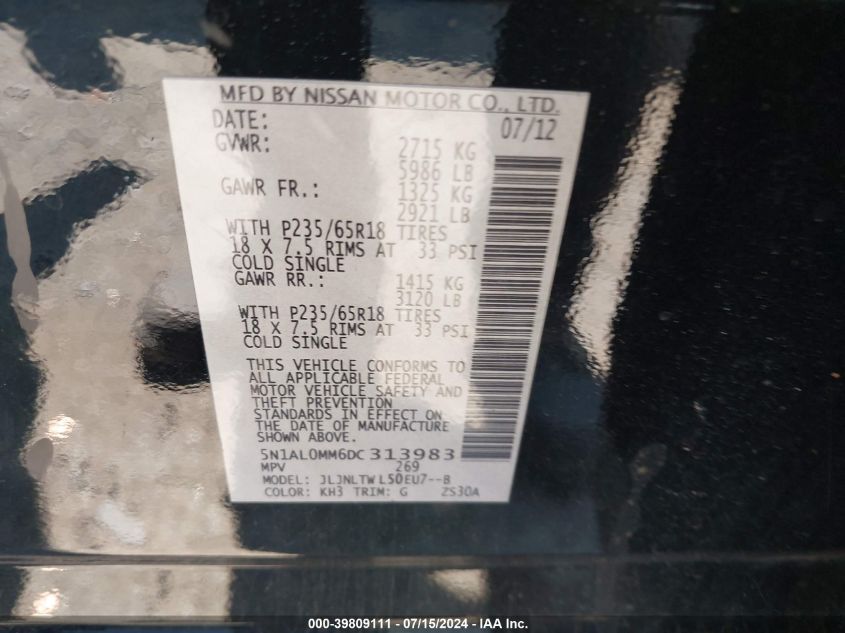 MFD BY NISSAN MOTOR CO., LTD.
DATE: 07/12
GVWR: 2715 KG
5986 LB
GAWR FR.: 1325 KG
2921 LB
WITH P235/65R18 TIRES
18 X 7.5 RIMS AT 33 PSI
COLD SINGLE
GAWR RR.: 1415 KG
3120 LB
WITH P235/65R18 TIRES
18 X 7.5 RIMS AT 33 PSI
COLD SINGLE
THIS VEHICLE CONFORMS TO
ALL APPLICABLE FEDERAL
MOTOR VEHICLE SAFETY AND
THEFT PREVENTION
STANDARDS IN EFFECT ON
THE DATE OF MANUFACTURE
SHOWN ABOVE.
5N1AL0MM6DC313983
MPV 269
MODEL: JLJNLTWL50EU7--B
COLOR: KH3 TRIM: G ZS30A
000-39809111 - 07/15/2024 - IAA Inc.